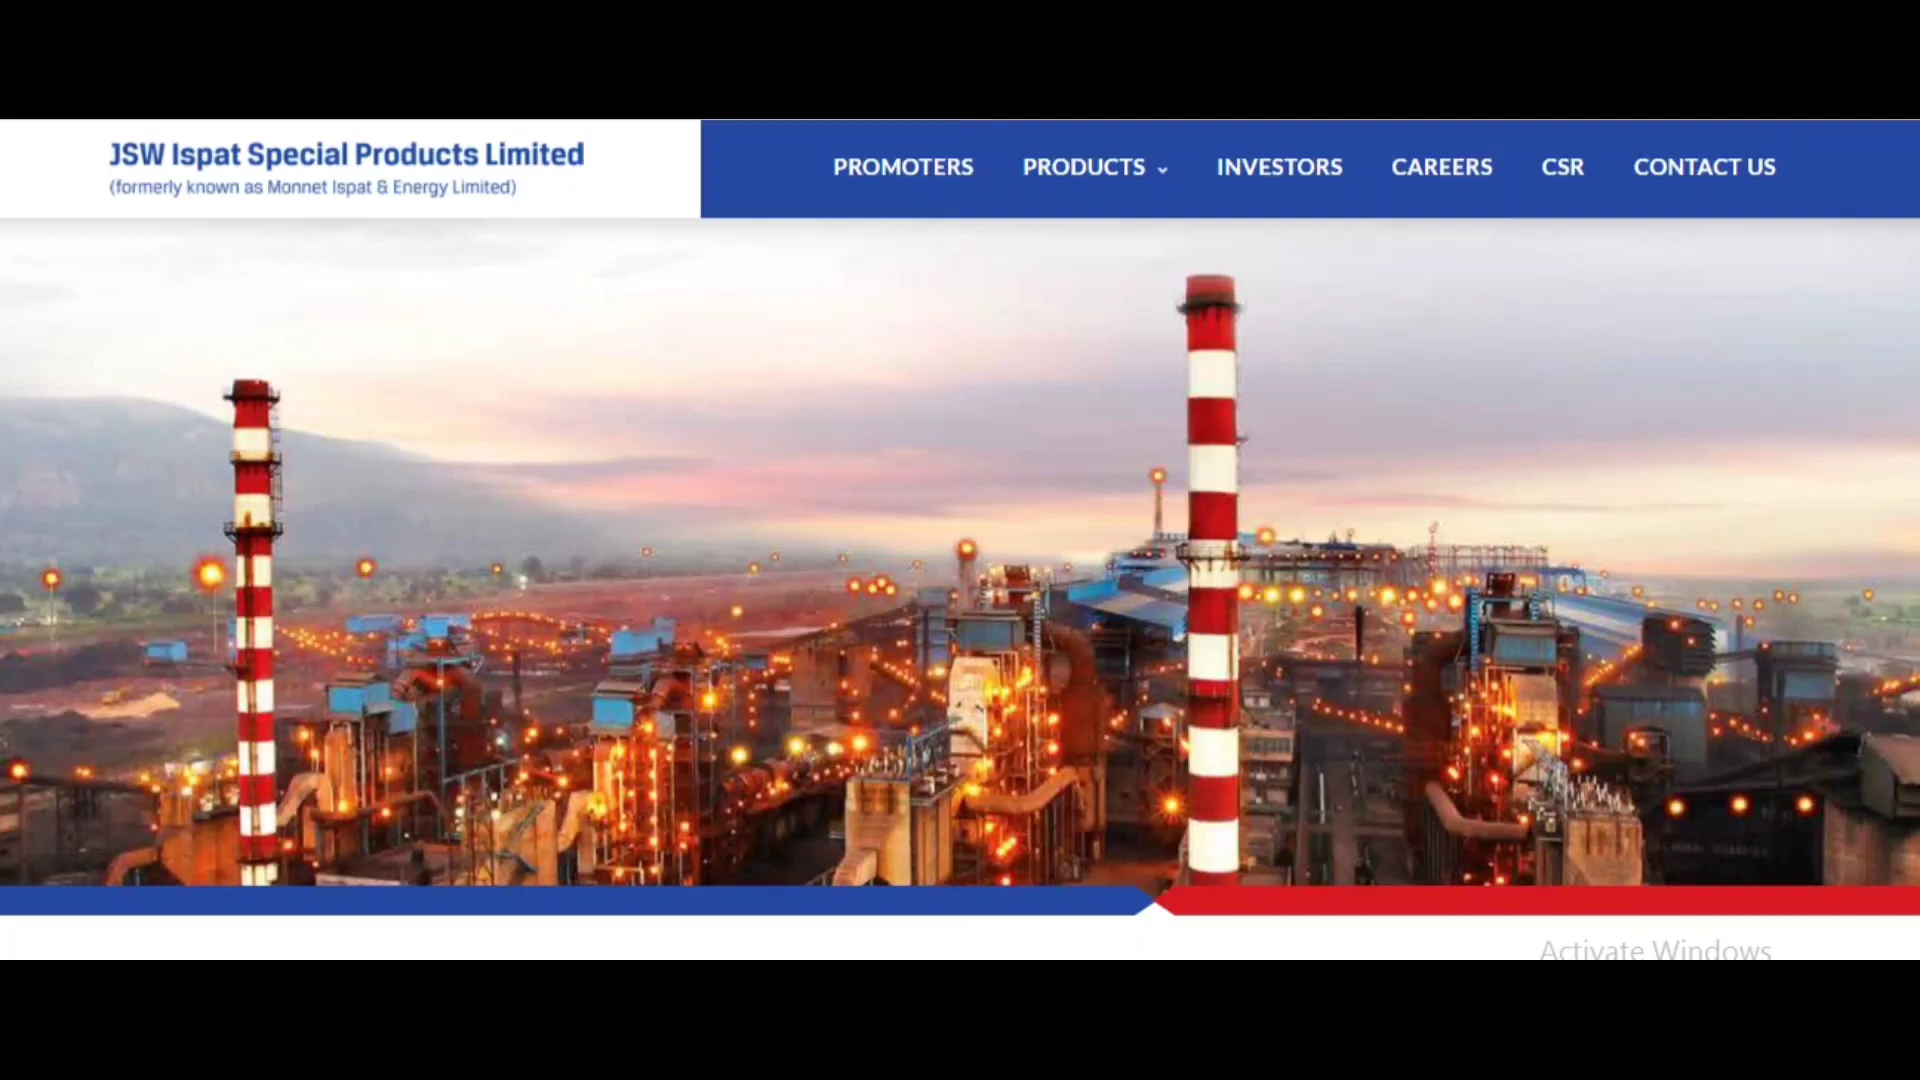 JSW Ispat Special Products Limited
(formerly known as Monnet Ispat & Energy Limited)
PROMOTERS PRODUCTS INVESTORS CAREERS CSR CONTACT US
Activate Windows